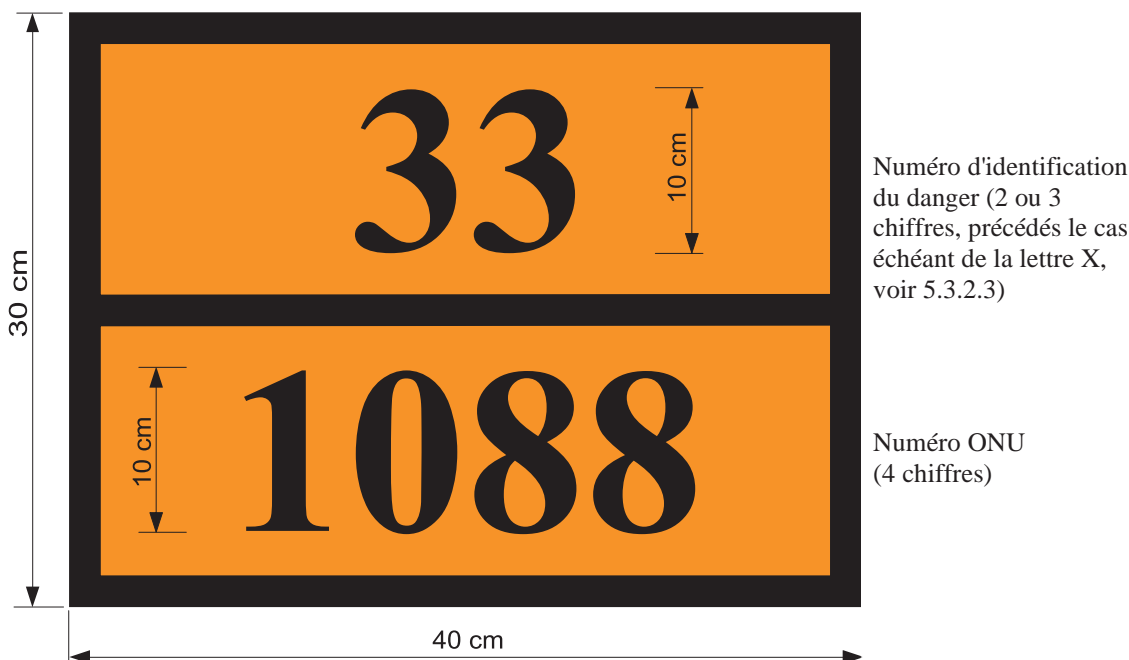 30 cm
33
10 cm
Numéro d'identification
du danger (2 ou 3
chiffres, précédés le cas
échéant de la lettre X,
voir 5.3.2.3)
10 cm
1088
Numéro ONU
(4 chiffres)
40 cm